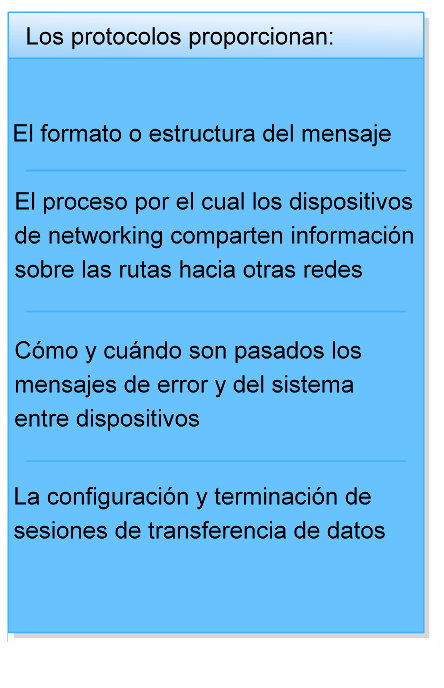 Los protocolos proporcionan:
El formato o estructura del mensaje
El proceso por el cual los dispositivos
de networking comparten información
sobre las rutas hacia otras redes
Cómo y cuándo son pasados los
mensajes de error y del sistema
entre dispositivos
La configuración y terminación de
sesiones de transferencia de datos